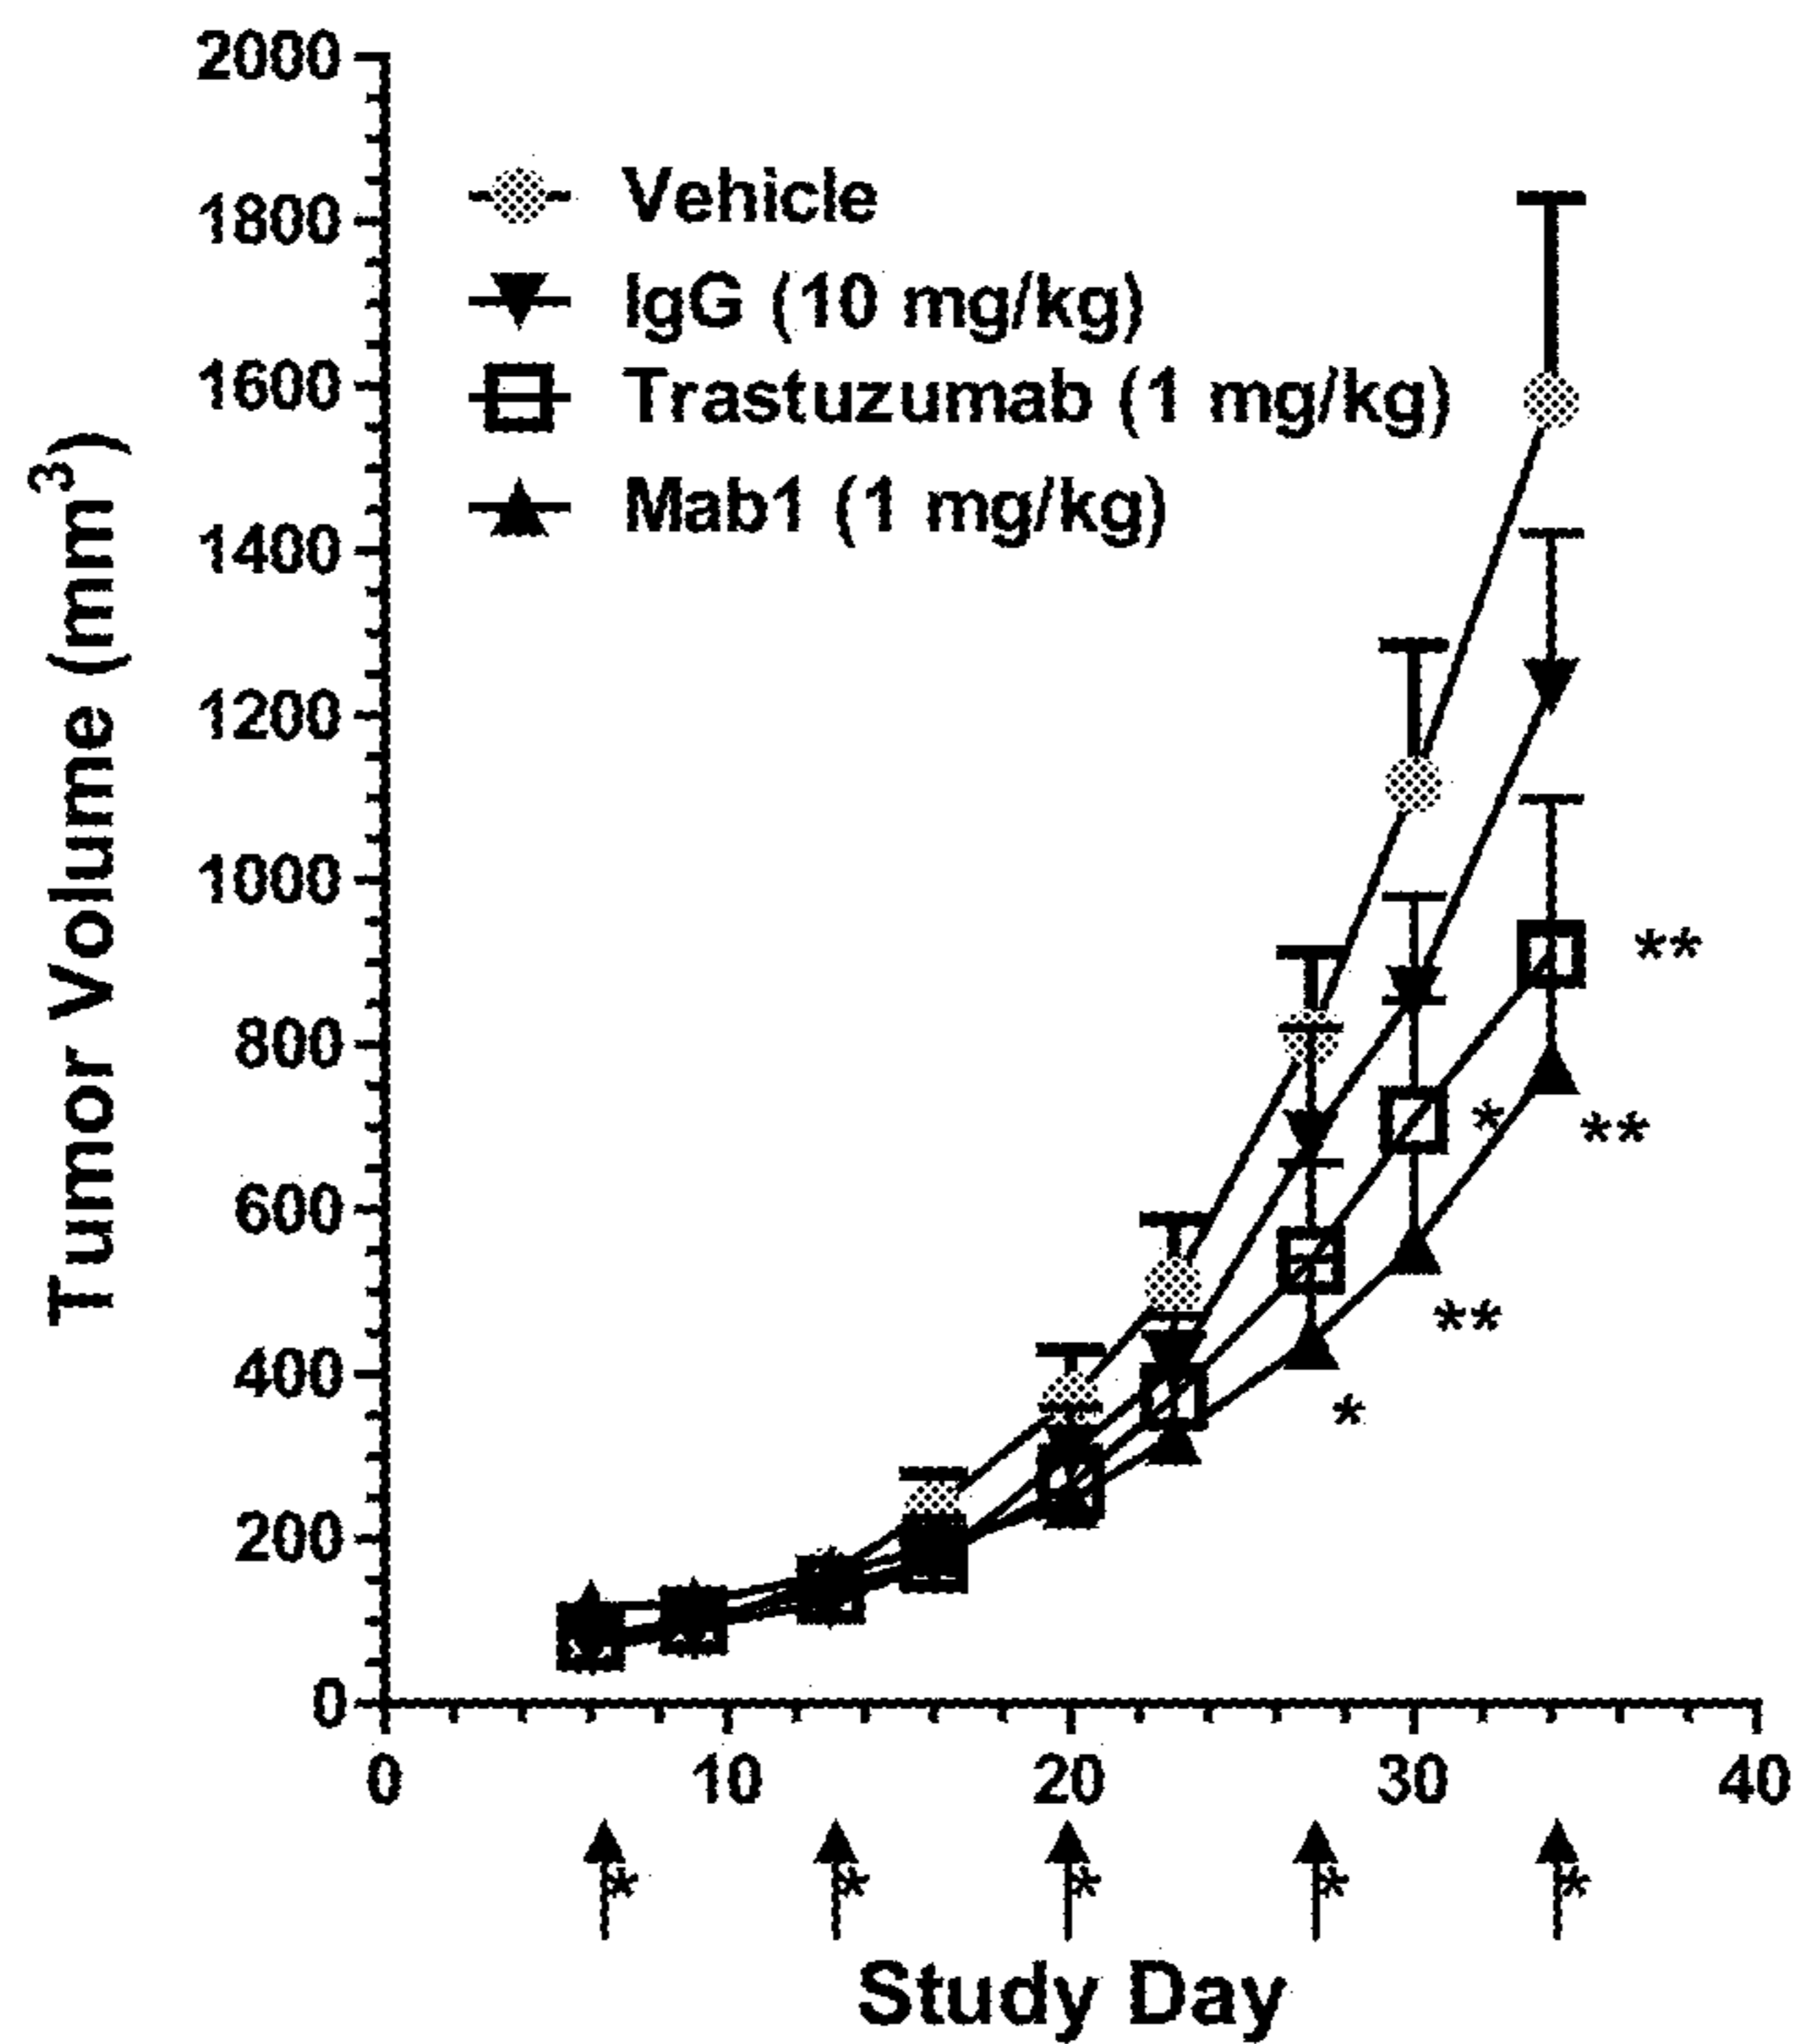 Tumor Volume (mm³)
2000
1800
1600
1400
1200
1000
800
600
400
200
0
Vehicle
IgG (10 mg/kg)
Trastuzumab (1 mg/kg)
Mab1 (1 mg/kg)
**
*
**
**
*
0 10 20 30 40
* * * * *
Study Day